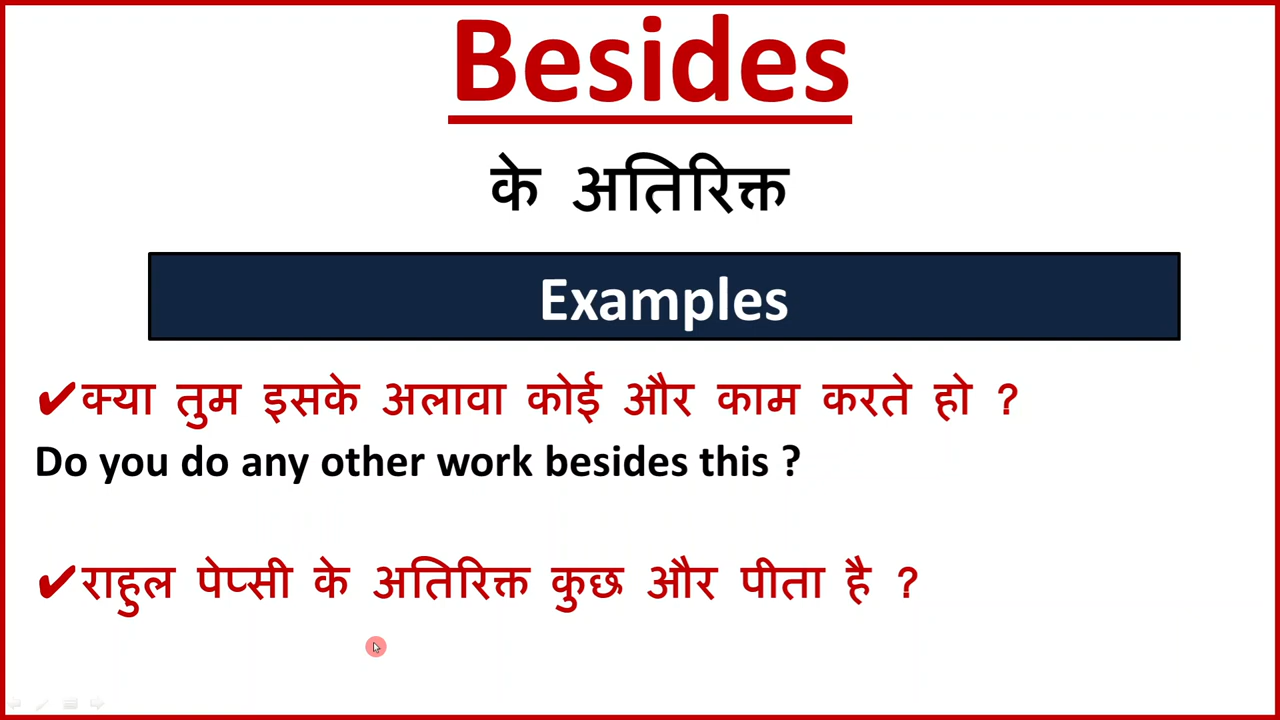 Besides
के अतिरिक्त
Examples
✔क्या तुम इसके अलावा कोई और काम करते हो ?
Do you do any other work besides this ?
✔राहुल पेप्सी के अतिरिक्त कुछ और पीता है ?